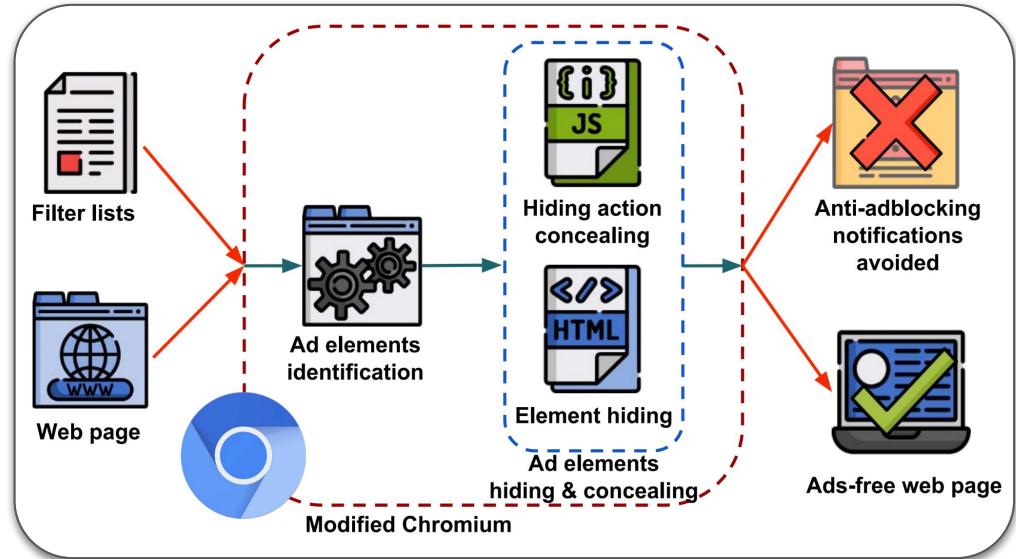 Filter lists
WWW
Web page
Ad elements
identification
{i}
JS
Hiding action
concealing
</>
HTML
Element hiding
Ad elements
hiding & concealing
Modified Chromium
Anti-adblocking
notifications
avoided
Ads-free web page